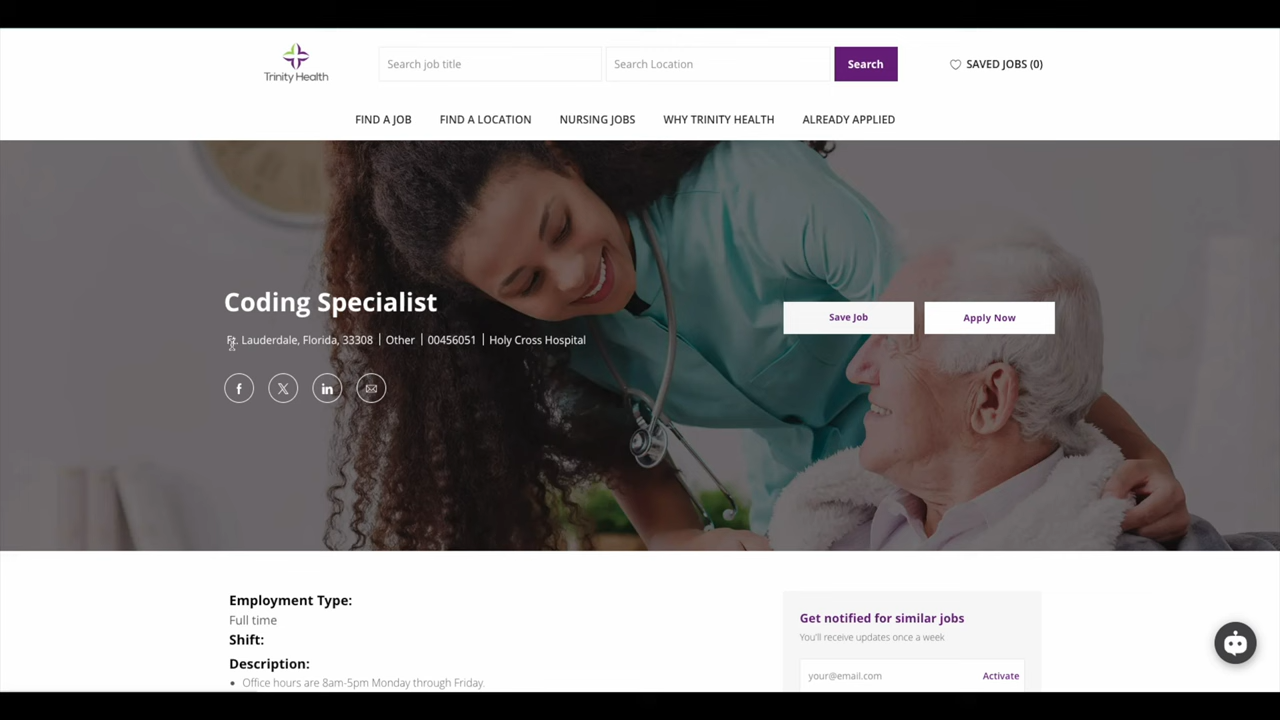 Trinity Health
Search job title
Search Location
Search
SAVED JOBS (0)
FIND A JOB
FIND A LOCATION
NURSING JOBS
WHY TRINITY HEALTH
ALREADY APPLIED
Coding Specialist
Ft. Lauderdale, Florida, 33308 | Other | 00456051 | Holy Cross Hospital
Save Job
Apply Now
Employment Type:
Full time
Shift:
Description:
• Office hours are 8am-5pm Monday through Friday.
Get notified for similar jobs
You'll receive updates once a week
your@email.com
Activate